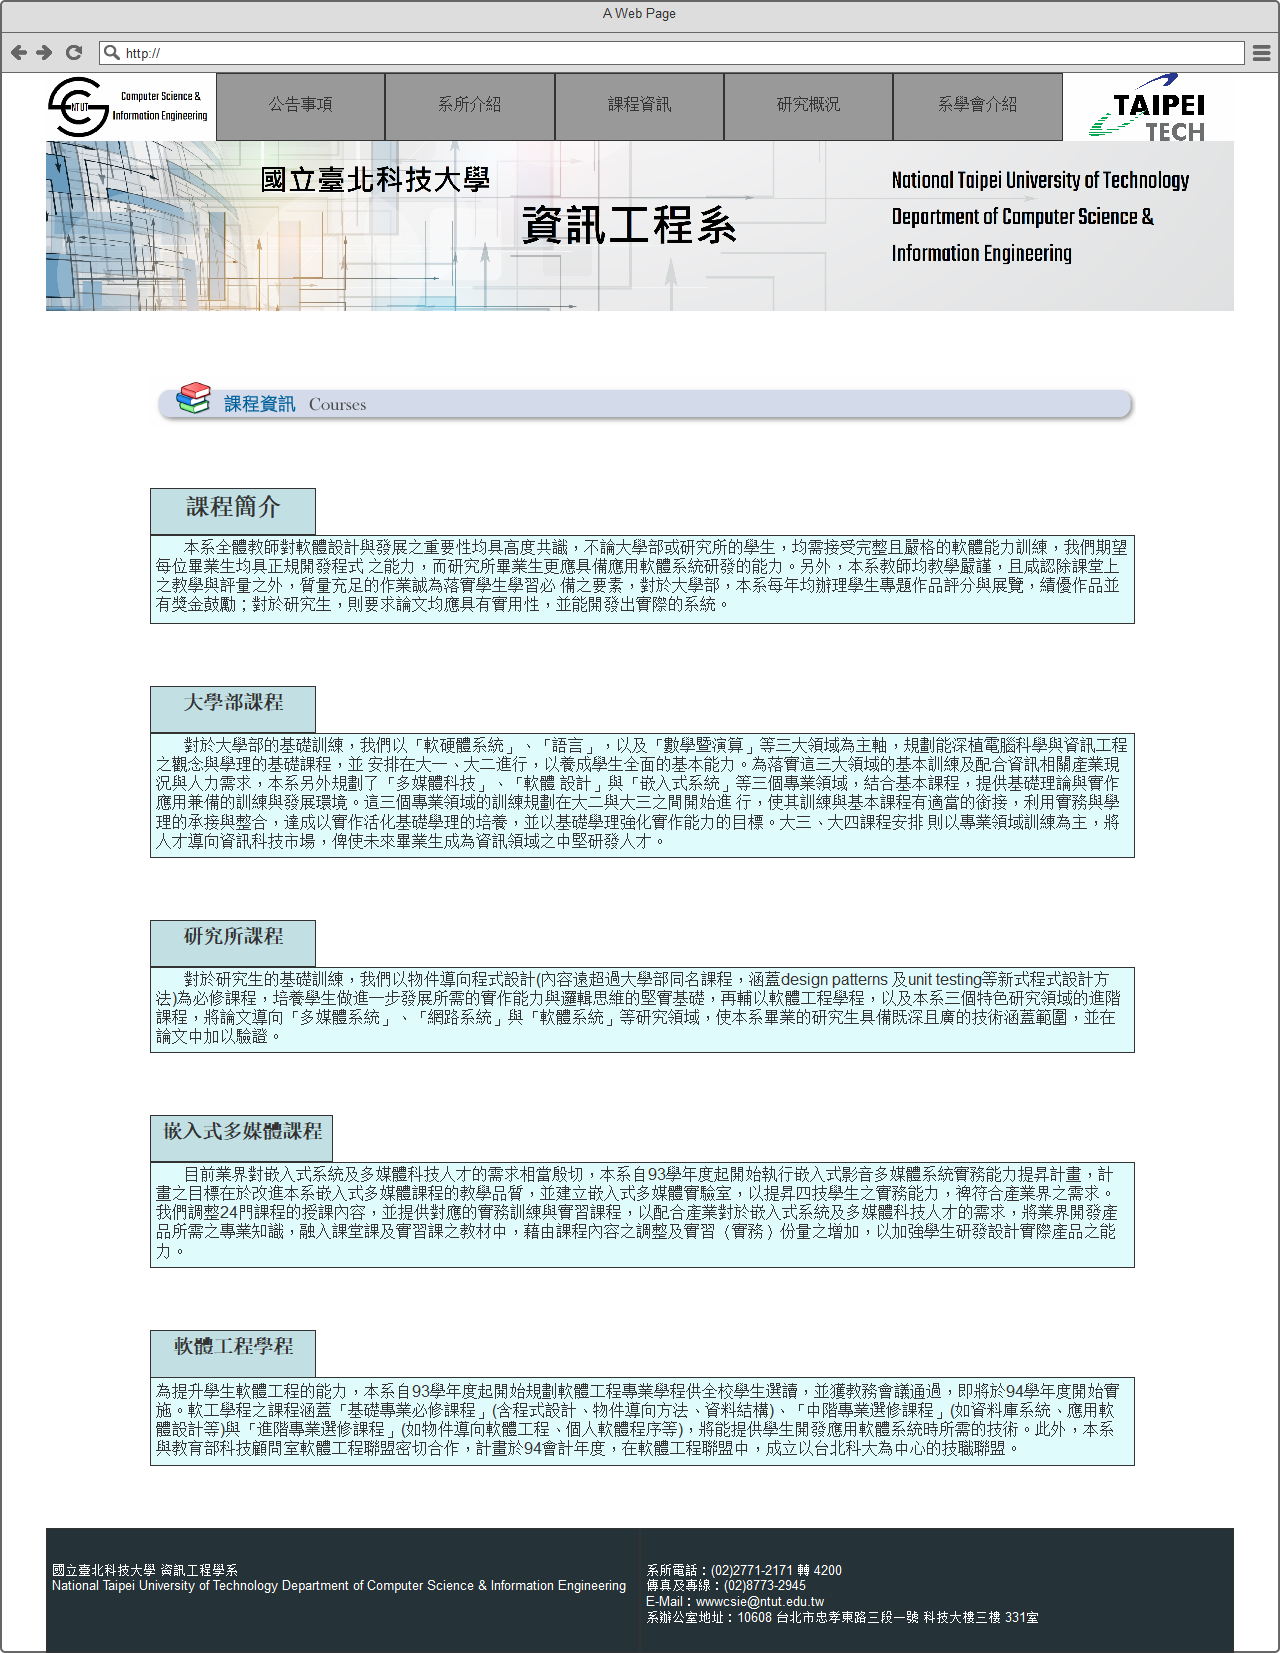 A Web Page
http://
NTUT
Computer Science &
Information Engineering
公告事項
系所介紹
課程資訊
研究概況
系學會介紹
TAIPEI
TECH
國立臺北科技大學
資訊工程系
National Taipei University of Technology
Department of Computer Science &
Information Engineering
課程資訊 Courses
課程簡介
本系全體教師對軟體設計與發展之重要性均具高度共識，不論大學部或研究所的學生，均需接受完整且嚴格的軟體能力訓練，我們期望
每位畢業生均具正規開發程式 之能力，而研究所畢業生更應具備應用軟體系統研發的能力。另外，本系教師均教學嚴謹，且咸認除課堂上
之教學與評量之外，質量充足的作業誠為落實學生學習必 備之要素，對於大學部，本系每年均辦理學生專題作品評分與展覽，績優作品並
有獎金鼓勵；對於研究生，則要求論文均應具有實用性，並能開發出實際的系統。
大學部課程
對於大學部的基礎訓練，我們以「軟硬體系統」、「語言」，以及「數學暨演算」等三大領域為主軸，規劃能深植電腦科學與資訊工程
之觀念與學理的基礎課程，並 安排在大一、大二進行，以養成學生全面的基本能力。為落實這三大領域的基本訓練及配合資訊相關產業現
況與人力需求，本系另外規劃了「多媒體科技」、「軟體 設計」與「嵌入式系統」等三個專業領域，結合基本課程，提供基礎理論與實作
應用兼備的訓練與發展環境。這三個專業領域的訓練規劃在大二與大三之間開始進 行，使其訓練與基本課程有適當的銜接，利用實務與學
理的承接與整合，達成以實作活化基礎學理的培養，並以基礎學理強化實作能力的目標。大三、大四課程安排 則以專業領域訓練為主，將
人才導向資訊科技市場，俾使未來畢業生成為資訊領域之中堅研發人才。
研究所課程
對於研究生的基礎訓練，我們以物件導向程式設計(內容遠超過大學部同名課程，涵蓋design patterns 及unit testing等新式程式設計方
法)為必修課程，培養學生做進一步發展所需的實作能力與邏輯思維的堅實基礎，再輔以軟體工程學程，以及本系三個特色研究領域的進階
課程，將論文導向「多媒體系統」、「網路系統」與「軟體系統」等研究領域，使本系畢業的研究生具備既深且廣的技術涵蓋範圍，並在
論文中加以驗證。
嵌入式多媒體課程
目前業界對嵌入式系統及多媒體科技人才的需求相當殷切，本系自93學年度起開始執行嵌入式影音多媒體系統實務能力提昇計畫，計
畫之目標在於改進本系嵌入式多媒體課程的教學品質，並建立嵌入式多媒體實驗室，以提昇四技學生之實務能力，裨符合產業界之需求。
我們調整24門課程的授課內容，並提供對應的實務訓練與實習課程，以配合產業對於嵌入式系統及多媒體科技人才的需求，將業界開發產
品所需之專業知識，融入課堂課及實習課之教材中，藉由課程內容之調整及實習（實務）份量之增加，以加強學生研發設計實際產品之能
力。
軟體工程學程
為提升學生軟體工程的能力，本系自93學年度起開始規劃軟體工程專業學程供全校學生選讀，並獲教務會議通過，即將於94學年度開始實
施。軟工學程之課程涵蓋「基礎專業必修課程」(含程式設計、物件導向方法、資料結構)、「中階專業選修課程」(如資料庫系統、應用軟
體設計等)與「進階專業選修課程」(如物件導向軟體工程、個人軟體程序等)，將能提供學生開發應用軟體系統時所需的技術。此外，本系
與教育部科技顧問室軟體工程聯盟密切合作，計畫於94會計年度，在軟體工程聯盟中，成立以台北科大為中心的技職聯盟。
國立臺北科技大學 資訊工程學系
National Taipei University of Technology Department of Computer Science & Information Engineering
系所電話：(02)2771-2171 轉 4200
傳真及專線：(02)8773-2945
E-Mail：wwwcsie@ntut.edu.tw
系辦公室地址：10608 台北市忠孝東路三段一號 科技大樓三樓 331室